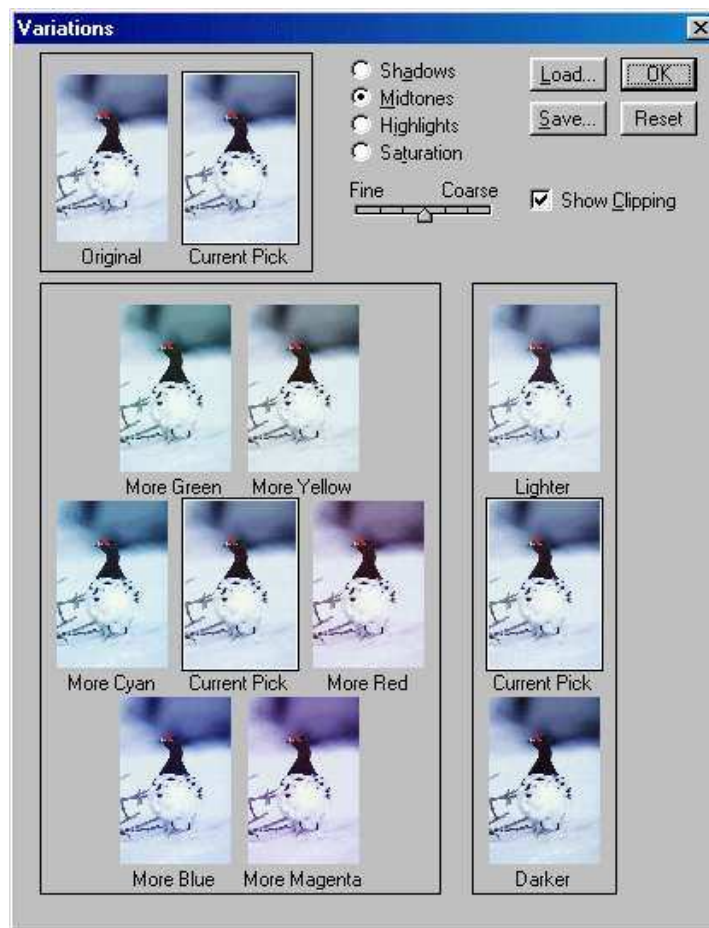 Variations
Shadows
Midtones
Highlights
Saturation
Load...
OK
Save...
Reset
Fine Coarse
Show Clipping
Original Current Pick
More Green More Yellow
Lighter
More Cyan Current Pick More Red
Current Pick
More Blue More Magenta
Darker